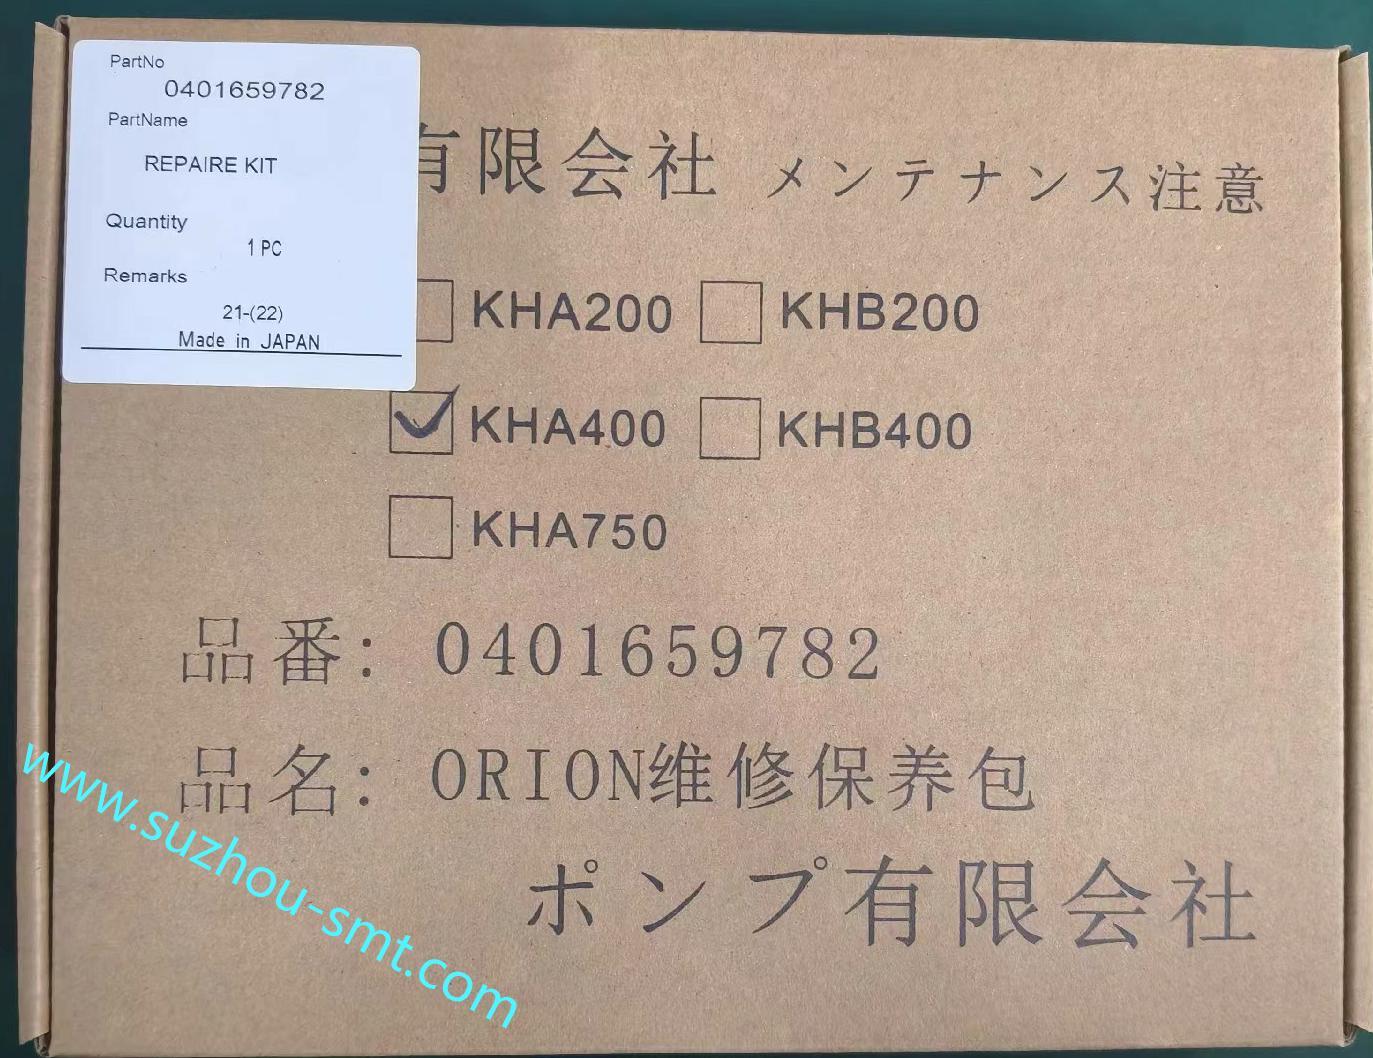 PartNo
0401659782
PartName
REPAIRE KIT
Quantity
1 PC
Remarks
21-(22)
Made in JAPAN
有限会社 メンテナンス注意
KHA200 KHB200
KHA400 KHB400
KHA750
品番: 0401659782
品名: ORION维修保养包
ポンプ有限会社
www.suzhou-smt.com